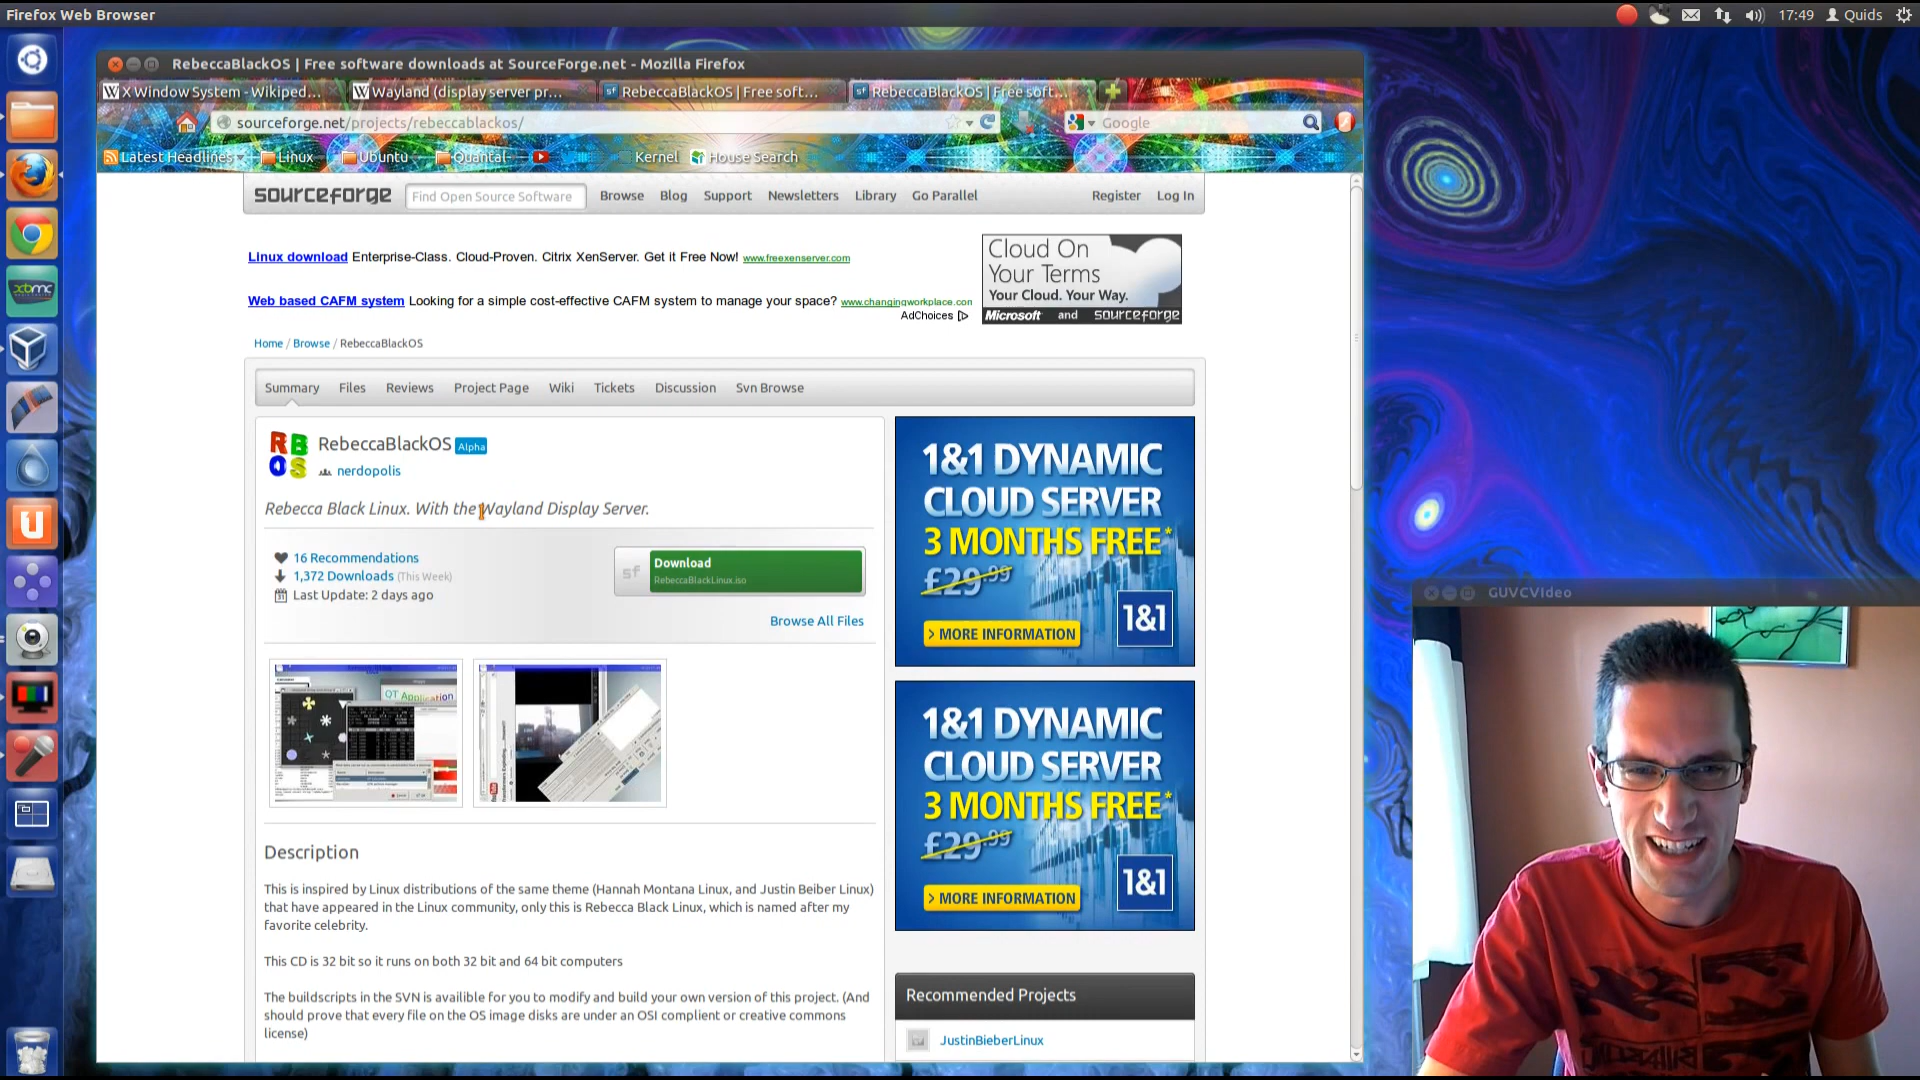 Firefox Web Browser
17:49
Quids
RebeccaBlackOS | Free software downloads at SourceForge.net - Mozilla Firefox
X Window System - Wikiped...
Wayland (display server pr...
RebeccaBlackOS | Free soft...
RebeccaBlackOS | Free soft...
sourceforge.net/projects/rebeccablackos/
Google
Latest Headlines
Linux
Ubuntu
Quantal-
Kernel
House Search
sourceforge
Find Open Source Software
Browse
Blog
Support
Newsletters
Library
Go Parallel
Register
Log In
Linux download Enterprise-Class. Cloud-Proven. Citrix XenServer. Get it Free Now! www.freexenserver.com
Web based CAFM system Looking for a simple cost-effective CAFM system to manage your space? www.changingworkplace.con
AdChoices
Cloud On
Your Terms
Your Cloud. Your Way.
Microsoft and sourceforge
Home / Browse / RebeccaBlackOS
Summary
Files
Reviews
Project Page
Wiki
Tickets
Discussion
Svn Browse
RB
OS
RebeccaBlackOS Alpha
nerdopolis
Rebecca Black Linux. With the Wayland Display Server.
16 Recommendations
1,372 Downloads (This Week)
Last Update: 2 days ago
sf
Download
RebeccaBlackLinux.iso
Browse All Files
QT Application
Description
This is inspired by Linux distributions of the same theme (Hannah Montana Linux, and Justin Beiber Linux)
that have appeared in the Linux community, only this is Rebecca Black Linux, which is named after my
favorite celebrity.
This CD is 32 bit so it runs on both 32 bit and 64 bit computers
The buildscripts in the SVN is availible for you to modify and build your own version of this project. (And
should prove that every file on the OS image disks are under an OSI complient or creative commons
license)
1&1 DYNAMIC
CLOUD SERVER
3 MONTHS FREE*
£29.99
> MORE INFORMATION
1&1
1&1 DYNAMIC
CLOUD SERVER
3 MONTHS FREE*
£29.99
> MORE INFORMATION
1&1
Recommended Projects
JustinBieberLinux
GUVCVIdeo
xbmc